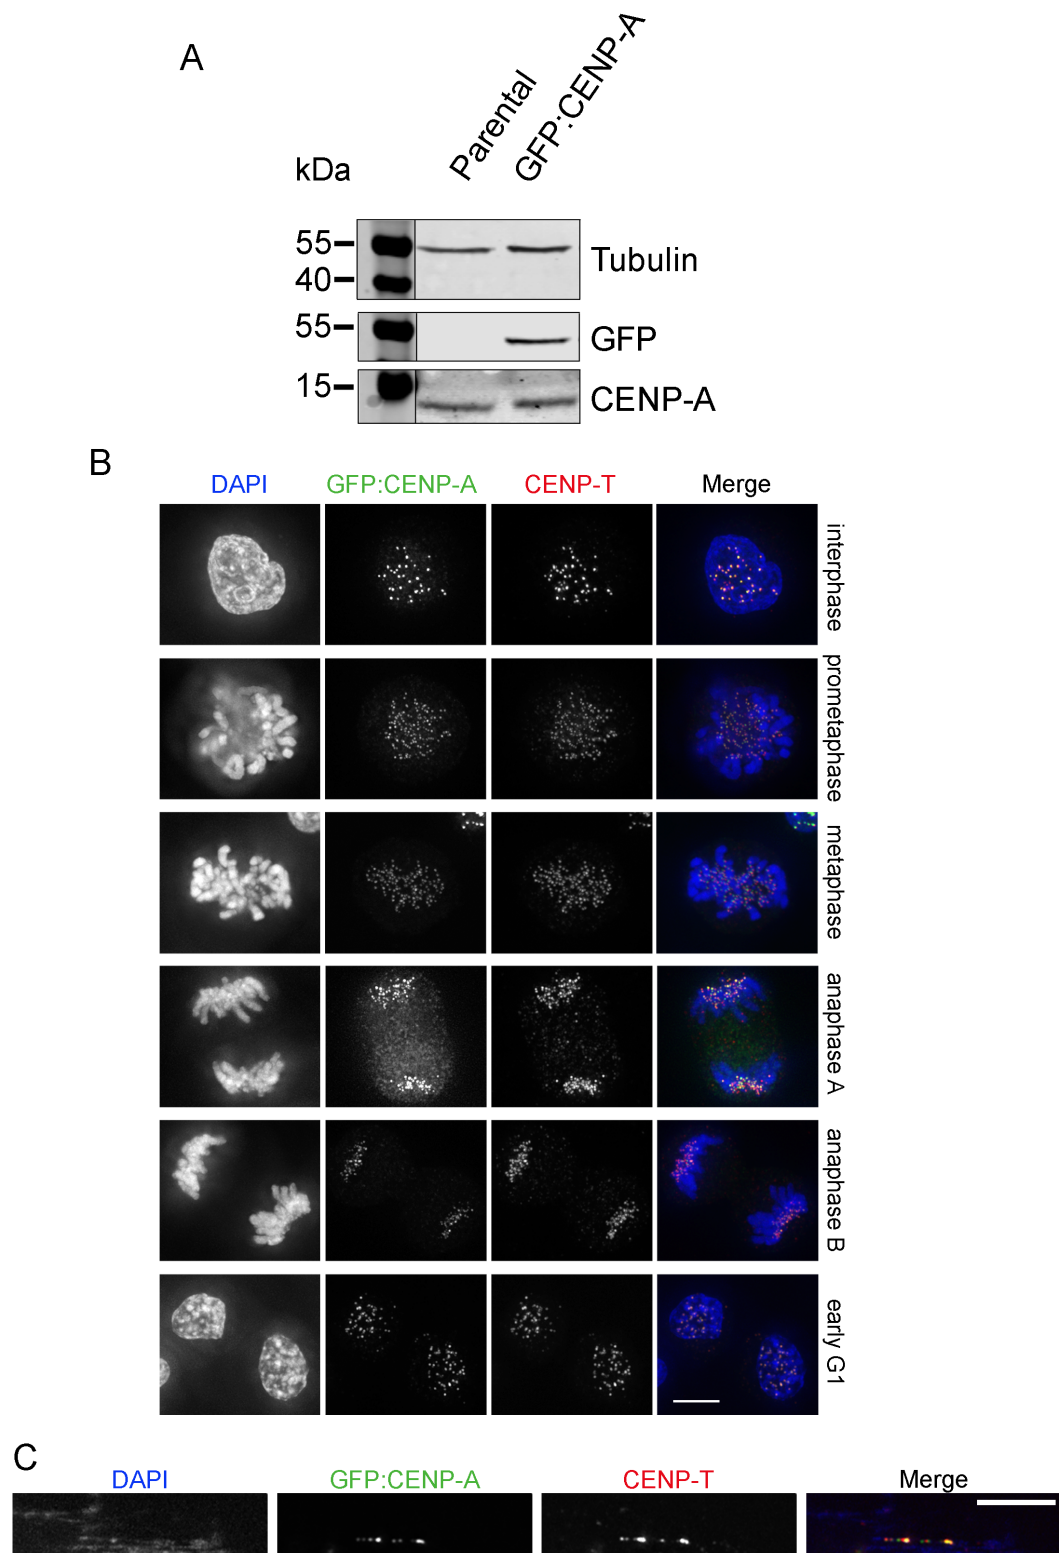 A
kDa
Parental
GFP:CENP-A
55
40
Tubulin
55
GFP
15
CENP-A
B
DAPI GFP:CENP-A CENP-T Merge
interphase
prometaphase
metaphase
anaphase A
anaphase B
early G1
C
DAPI GFP:CENP-A CENP-T Merge